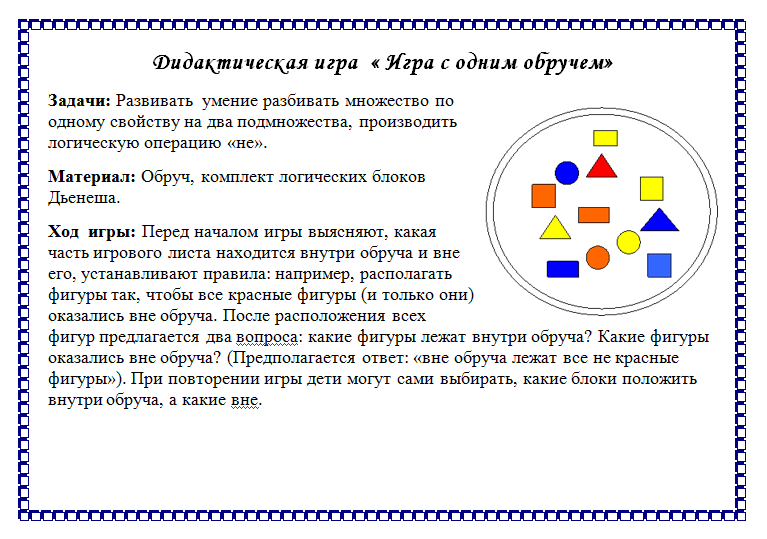 Дидактическая игра « Игра с одним обручем»
Задачи: Развивать умение разбивать множество по
одному свойству на два подмножества, производить
логическую операцию «не».
Материал: Обруч, комплект логических блоков
Дьенеша.
Ход игры: Перед началом игры выясняют, какая
часть игрового листа находится внутри обруча и вне
его, устанавливают правила: например, располагать
фигуры так, чтобы все красные фигуры (и только они)
оказались вне обруча. После расположения всех
фигур предлагается два вопроса: какие фигуры лежат внутри обруча? Какие фигуры
оказались вне обруча? (Предполагается ответ: «вне обруча лежат все не красные
фигуры»). При повторении игры дети могут сами выбирать, какие блоки положить
внутри обруча, а какие вне.